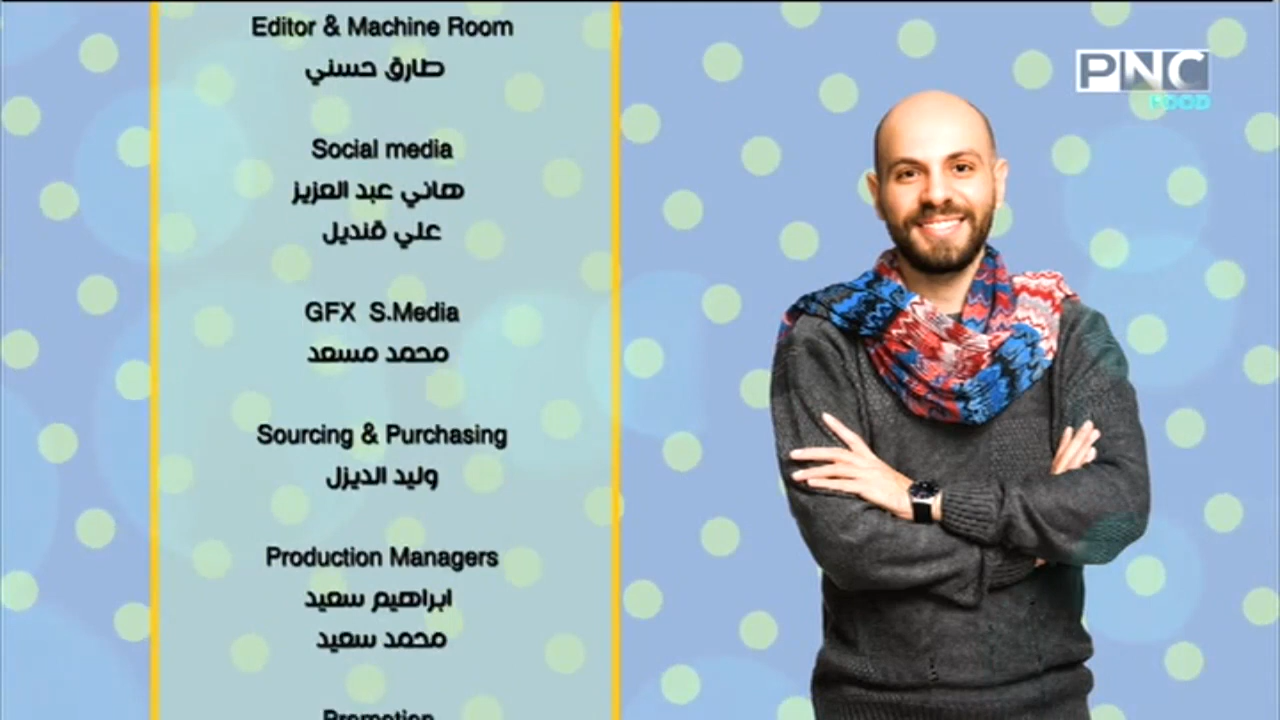 Editor & Machine Room
طارق حسني
Social media
هاني عبد العزيز
علي قنديل
GFX S.Media
محمد مسعد
Sourcing & Purchasing
وليد الديزل
Production Managers
ابراهيم سعيد
محمد سعيد
Promotion
PNC
FOOD